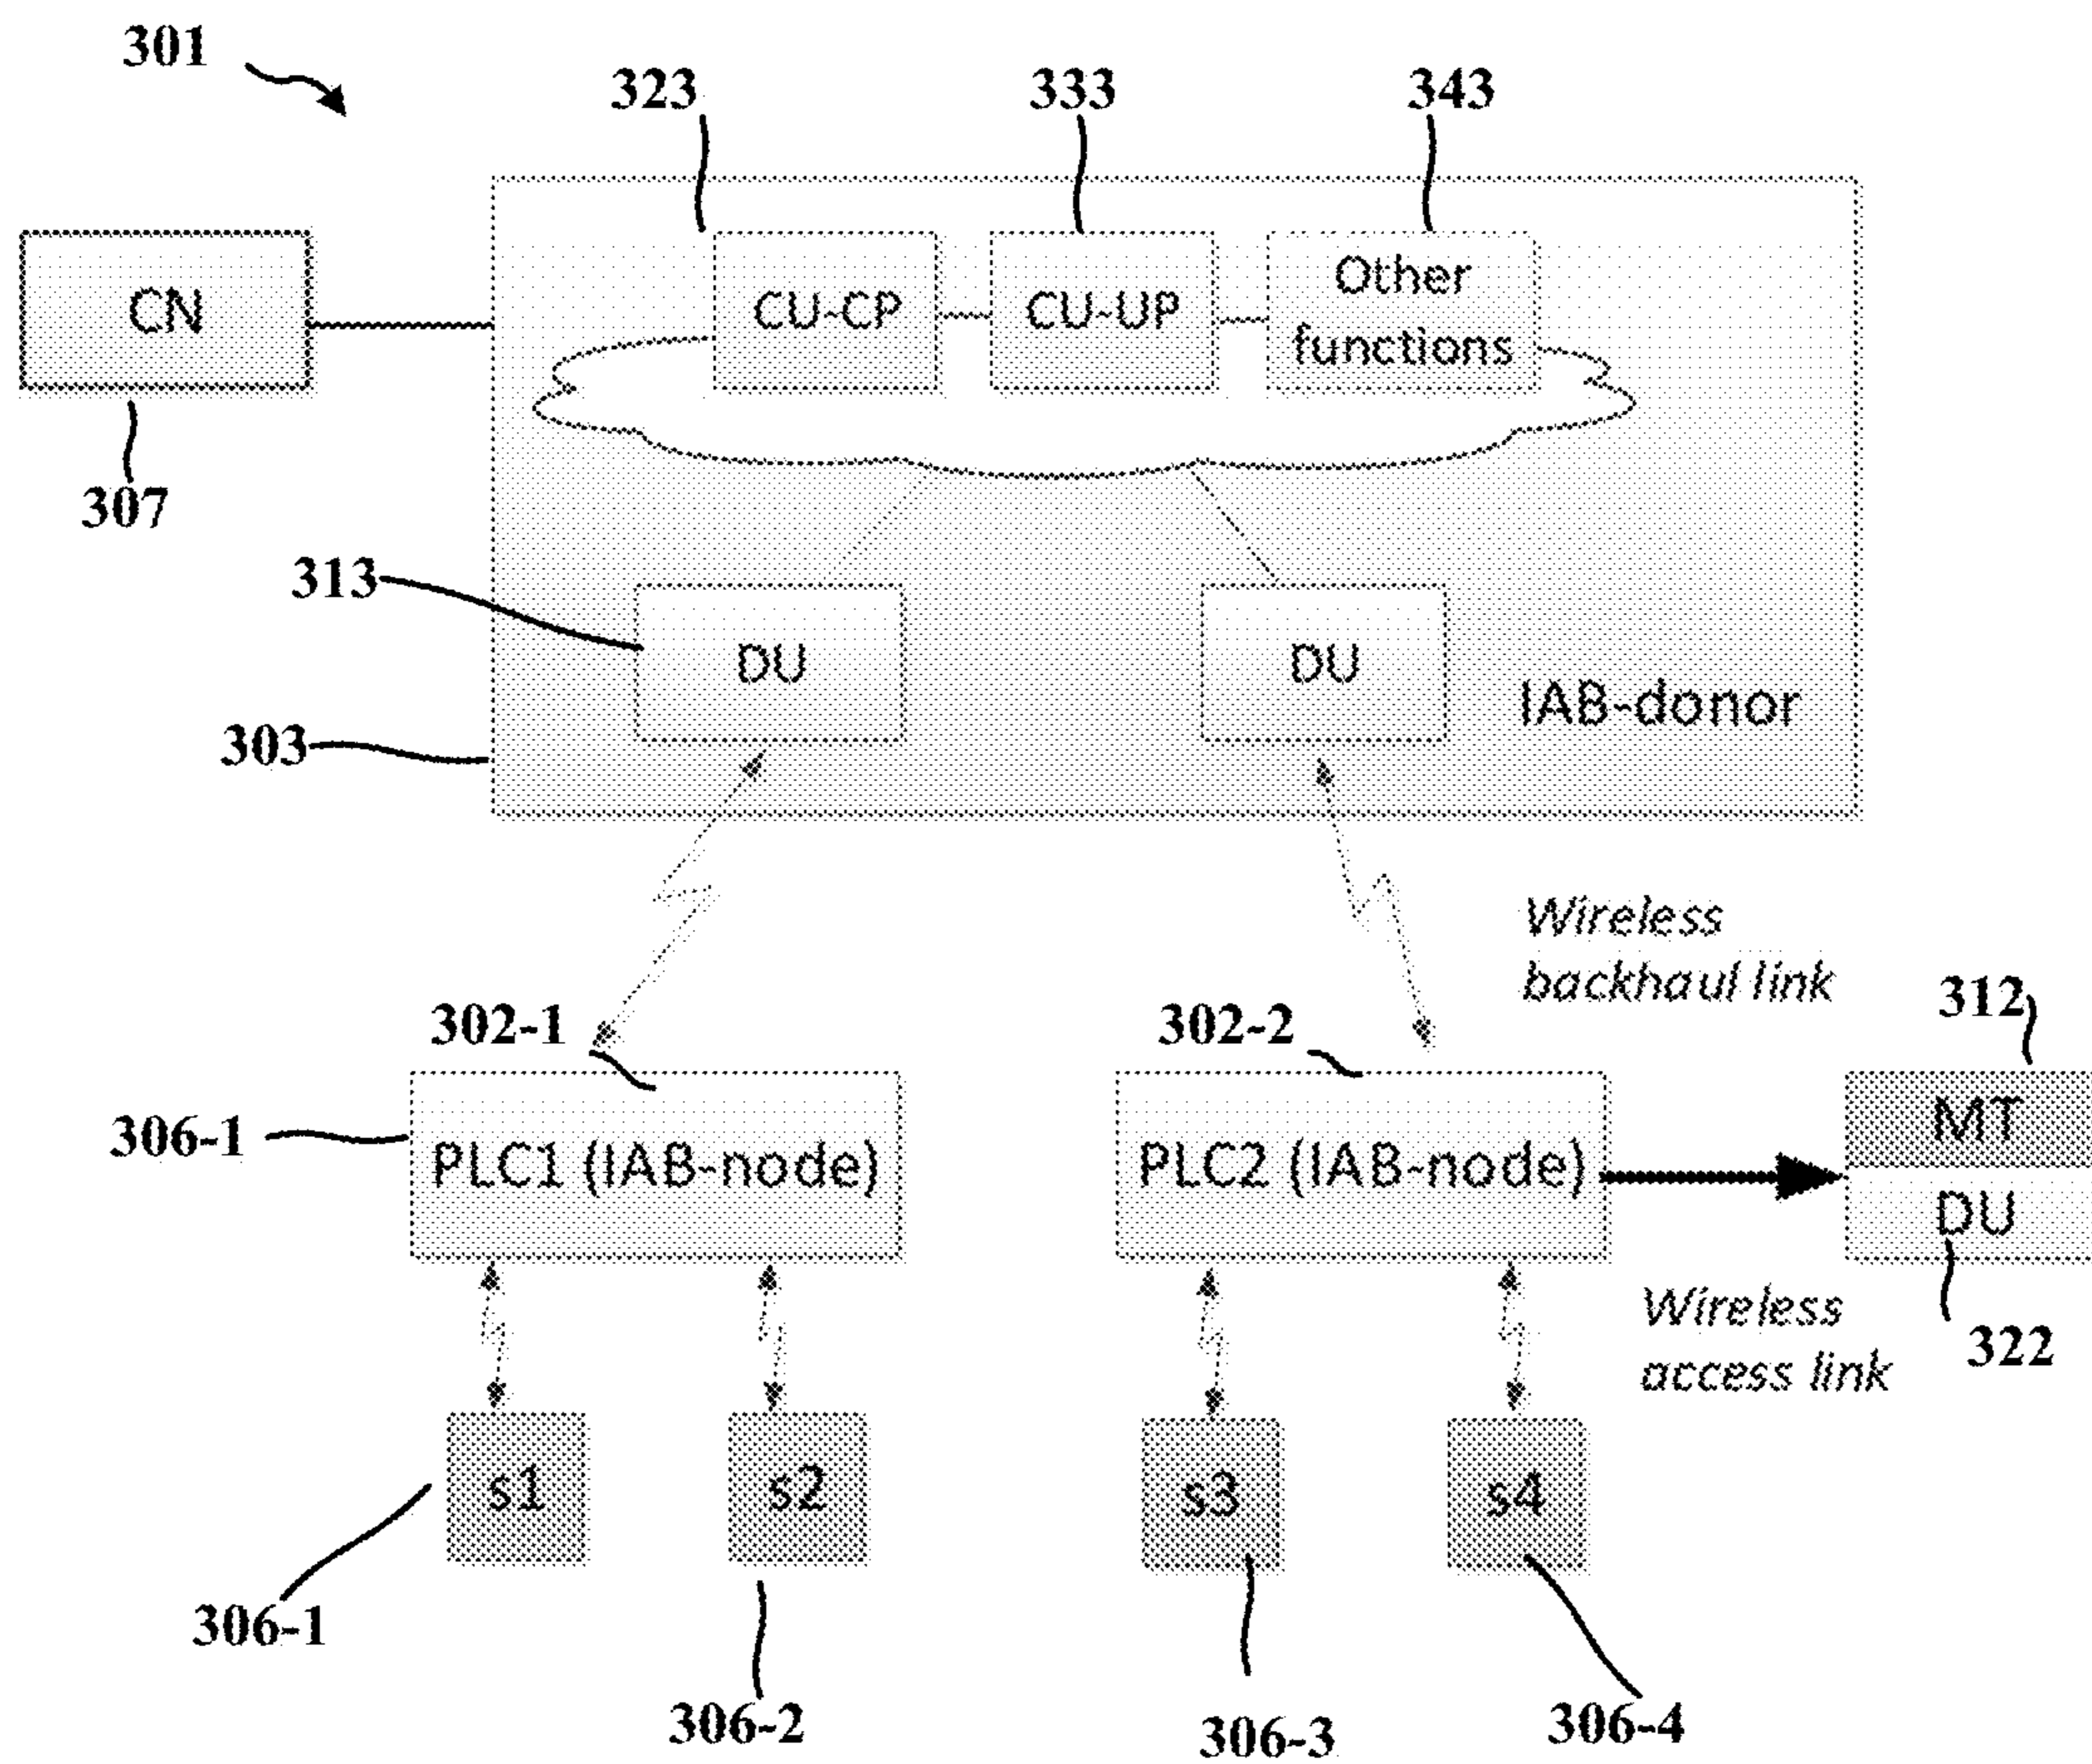 301
323
333
343
CN
CU-CP
CU-UP
Other
functions
307
313
DU
DU
IAB-donor
303
Wireless
backhaul link
302-1
302-2
312
306-1
PLC1 (IAB-node)
PLC2 (IAB-node)
MT
DU
Wireless
access link
322
s1
s2
s3
s4
306-1
306-2
306-3
306-4